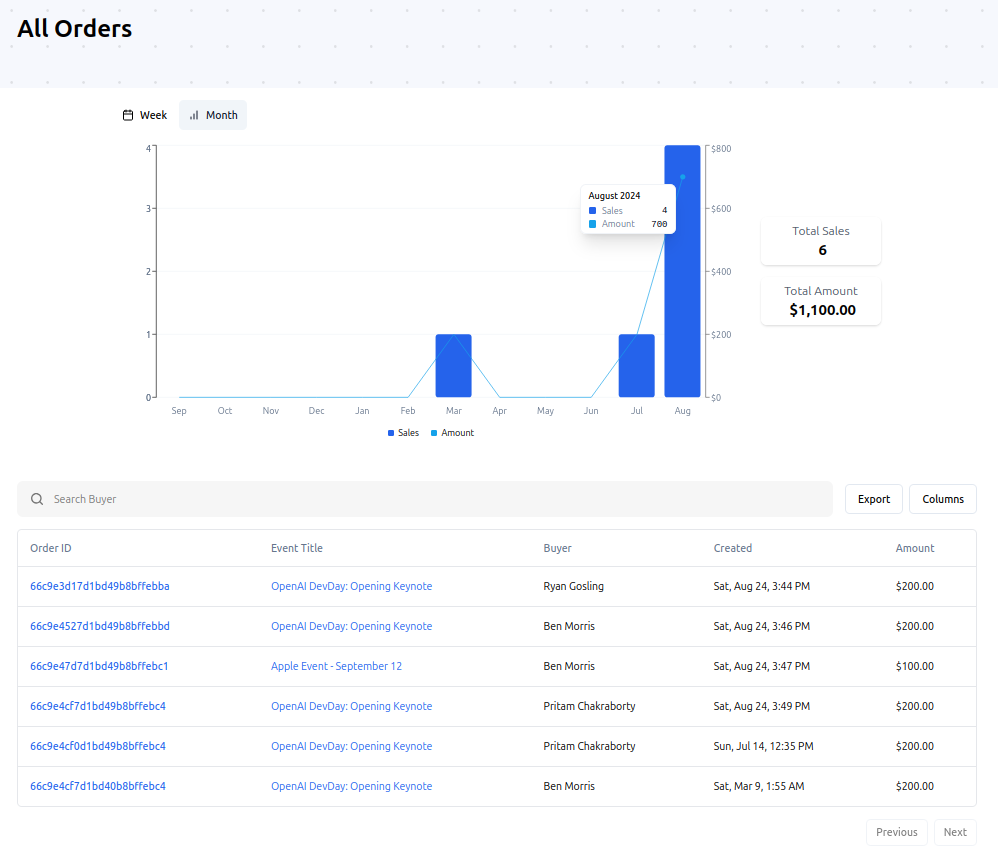 All Orders
Week Month
4 $800
3 $600
2 $400
1 $200
0 $0
August 2024
Sales 4
Amount 700
Sep Oct Nov Dec Jan Feb Mar Apr May Jun Jul Aug
Sales Amount
Total Sales
6
Total Amount
$1,100.00
Search Buyer Export Columns
Order ID Event Title Buyer Created Amount
66c9e3d17d1bd49b8bffebba OpenAI DevDay: Opening Keynote Ryan Gosling Sat, Aug 24, 3:44 PM $200.00
66c9e4527d1bd49b8bffebbd OpenAI DevDay: Opening Keynote Ben Morris Sat, Aug 24, 3:46 PM $200.00
66c9e47d7d1bd49b8bffebc1 Apple Event - September 12 Ben Morris Sat, Aug 24, 3:47 PM $100.00
66c9e4cf7d1bd49b8bffebc4 OpenAI DevDay: Opening Keynote Pritam Chakraborty Sat, Aug 24, 3:49 PM $200.00
66c9e4cf0d1bd49b8bffebc4 OpenAI DevDay: Opening Keynote Pritam Chakraborty Sun, Jul 14, 12:35 PM $200.00
66c9e4cf7d1bd40b8bffebc4 OpenAI DevDay: Opening Keynote Ben Morris Sat, Mar 9, 1:55 AM $200.00
Previous Next